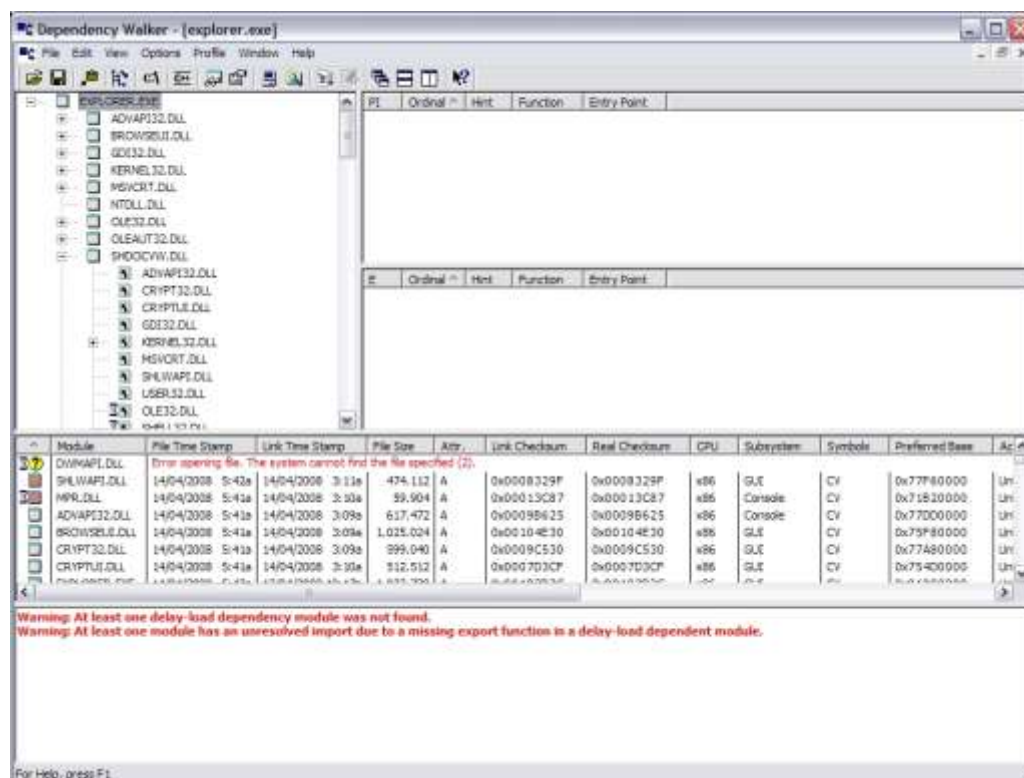 Dependency Walker - [explorer.exe]
File Edit View Options Profile Window Help
EXPLORER.EXE
ADVAPI32.DLL
BROWSEUI.DLL
GDI32.DLL
KERNEL32.DLL
MSVCRT.DLL
NTDLL.DLL
OLE32.DLL
OLEAUT32.DLL
SHDOCVW.DLL
ADVAPI32.DLL
CRYPT32.DLL
CRYPTUI.DLL
GDI32.DLL
KERNEL32.DLL
MSVCRT.DLL
SHLWAPI.DLL
USER32.DLL
OLE32.DLL
SHELL32.DLL
PI Ordinal ^ Hint Function Entry Point
E Ordinal ^ Hint Function Entry Point
^ Module File Time Stamp Link Time Stamp File Size Attr. Link Checksum Real Checksum CPU Subsystem Symbols Preferred Base Ac
DWMAPI.DLL Error opening file. The system cannot find the file specified (2).
SHLWAPI.DLL 14/04/2008 5:42a 14/04/2008 3:11a 474.112 A 0x0008329F 0x0008329F x86 GUI CV 0x77F60000 Un
MPR.DLL 14/04/2008 5:41a 14/04/2008 3:10a 59.904 A 0x00013C87 0x00013C87 x86 Console CV 0x71B20000 Un
ADVAPI32.DLL 14/04/2008 5:41a 14/04/2008 3:09a 617.472 A 0x0009B625 0x0009B625 x86 Console CV 0x77DD0000 Un
BROWSEUI.DLL 14/04/2008 5:41a 14/04/2008 3:09a 1.025.024 A 0x00104E30 0x00104E30 x86 GUI CV 0x75F80000 Un
CRYPT32.DLL 14/04/2008 5:41a 14/04/2008 3:09a 599.040 A 0x0009C530 0x0009C530 x86 GUI CV 0x77A80000 Un
CRYPTUI.DLL 14/04/2008 5:41a 14/04/2008 3:10a 512.512 A 0x0007D3CF 0x0007D3CF x86 GUI CV 0x754D0000 Un
EXPLORER.EXE
Warning: At least one delay-load dependency module was not found.
Warning: At least one module has an unresolved import due to a missing export function in a delay-load dependent module.
For Help, press F1